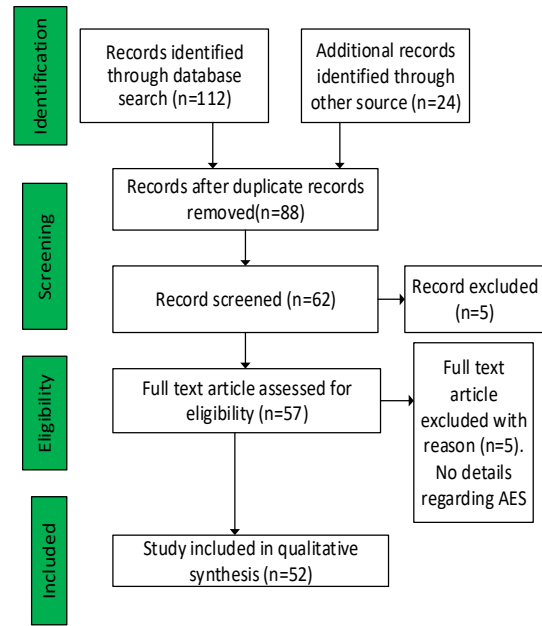 Identification
Records identified
through database
search (n=112)
Additional records
identified through
other source (n=24)
Screening
Records after duplicate records
removed(n=88)
Record screened (n=62)
Record excluded
(n=5)
Eligibility
Full text article assessed for
eligibility (n=57)
Full text
article
excluded with
reason (n=5).
No details
regarding AES
Included
Study included in qualitative
synthesis (n=52)